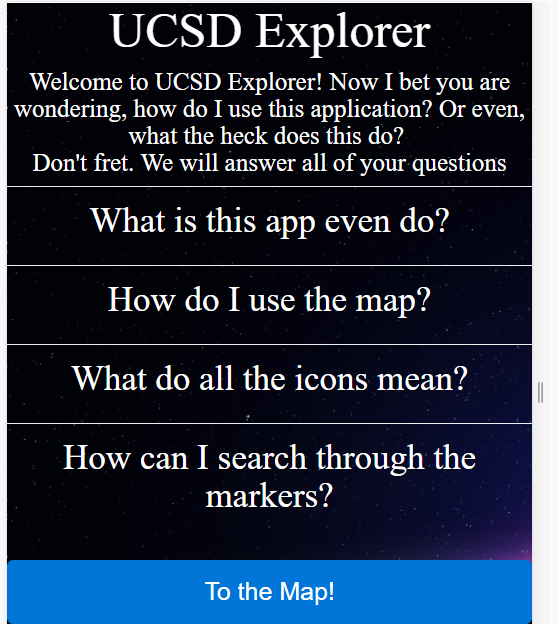 UCSD Explorer
Welcome to UCSD Explorer! Now I bet you are
wondering, how do I use this application? Or even,
what the heck does this do?
Don't fret. We will answer all of your questions
What is this app even do?
How do I use the map?
What do all the icons mean?
How can I search through the
markers?
To the Map!